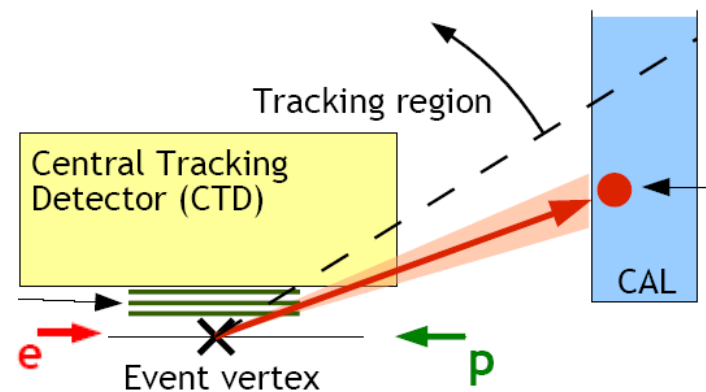 Tracking region
Central Tracking
Detector (CTD)
CAL
e
p
Event vertex